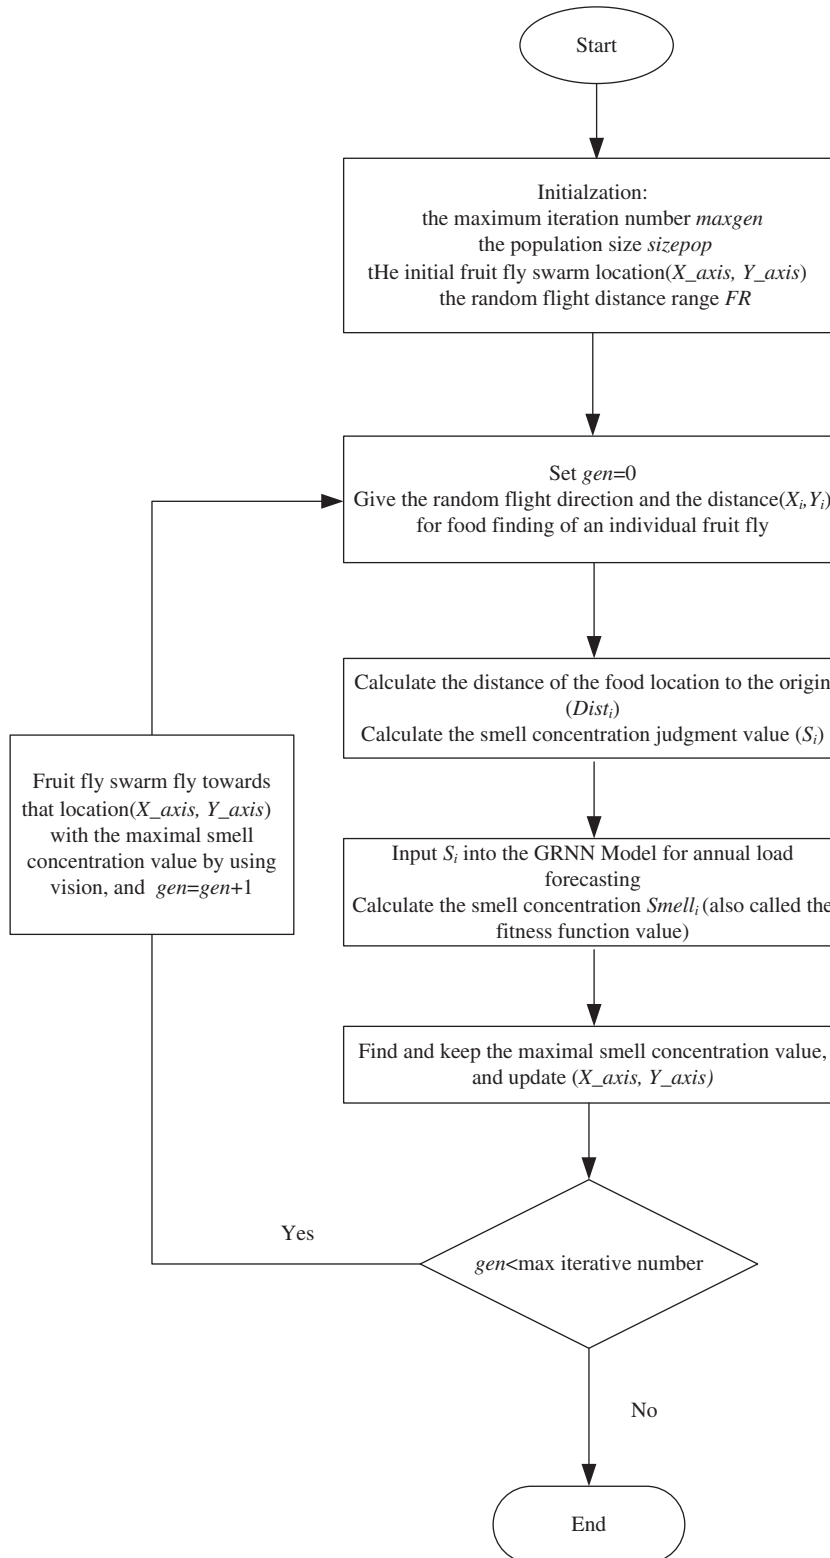 Start
Initialzation:
the maximum iteration number maxgen
the population size sizepop
tHe initial fruit fly swarm location(X_axis, Y_axis)
the random flight distance range FR
Set gen=0
Give the random flight direction and the distance(Xi,Yi)
for food finding of an individual fruit fly
Calculate the distance of the food location to the origin
(Disti)
Calculate the smell concentration judgment value (Si)
Fruit fly swarm fly towards
that location(X_axis, Y_axis)
with the maximal smell
concentration value by using
vision, and gen=gen+1
Input Si into the GRNN Model for annual load
forecasting
Calculate the smell concentration Smelli (also called the
fitness function value)
Find and keep the maximal smell concentration value,
and update (X_axis, Y_axis)
Yes
gen<max iterative number
No
End